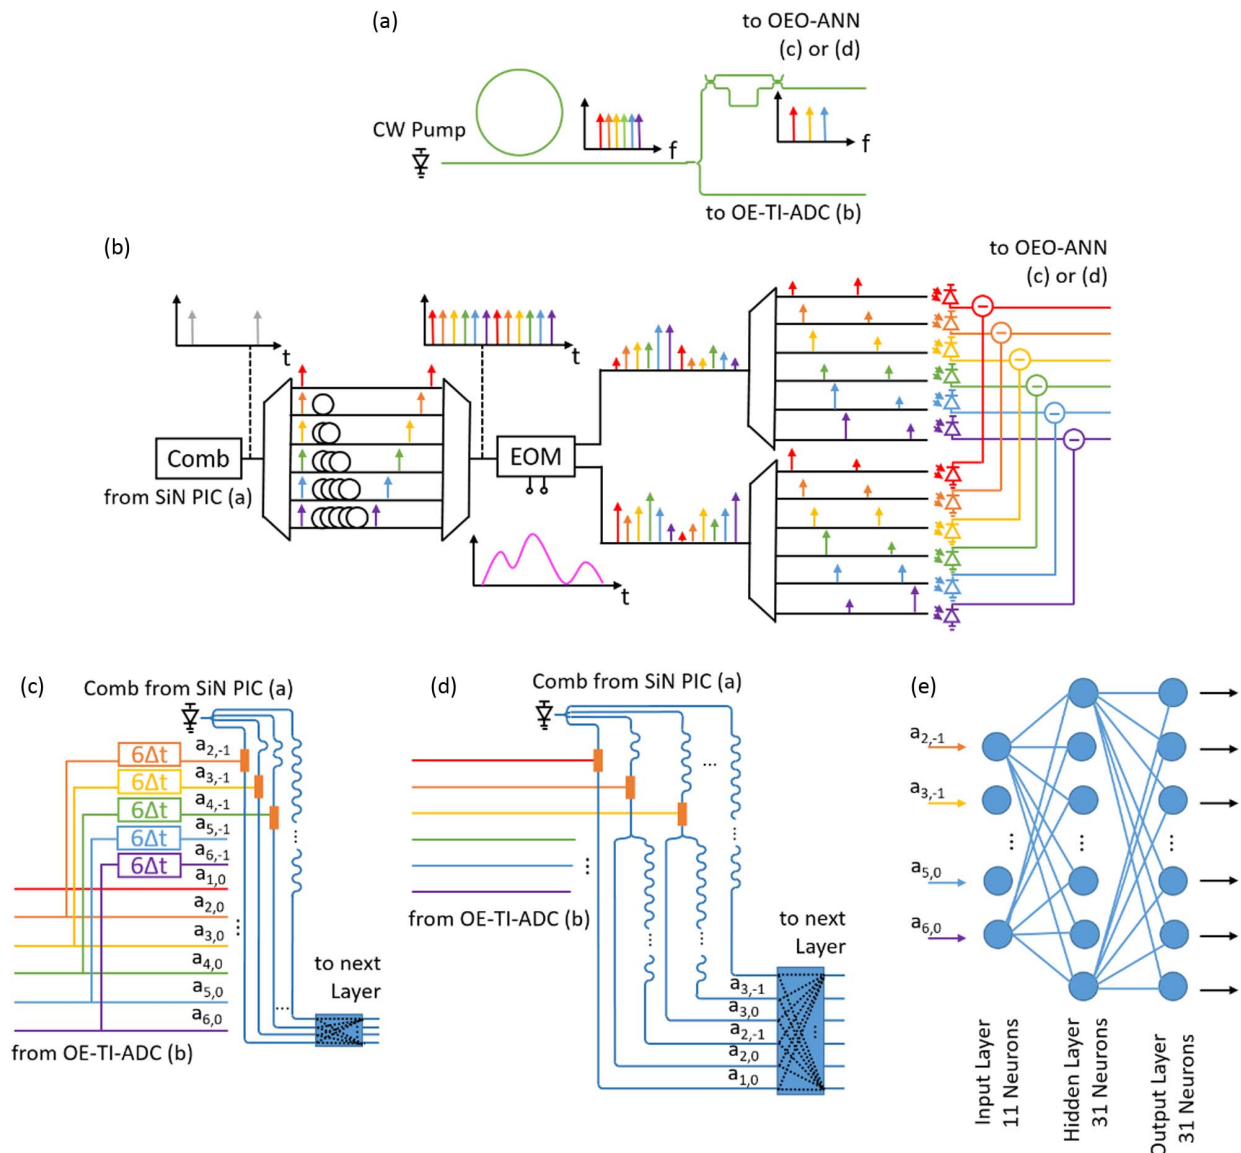 (a)
to OEO-ANN
(c) or (d)
CW Pump
f
f
to OE-TI-ADC (b)
(b)
to OEO-ANN
(c) or (d)
t
t
Comb
from SiN PIC (a)
EOM
t
(c)
Comb from SiN PIC (a)
6Δt
a2,-1
6Δt
a3,-1
6Δt
a4,-1
6Δt
a5,-1
6Δt
a6,-1
a1,0
a2,0
a3,0
a4,0
a5,0
a6,0
...
...
...
to next
Layer
from OE-TI-ADC (b)
(d)
Comb from SiN PIC (a)
...
...
...
...
...
from OE-TI-ADC (b)
to next
Layer
a3,-1
a3,0
a2,-1
a2,0
a1,0
(e)
a2,-1
a3,-1
...
...
...
a5,0
a6,0
Input Layer
11 Neurons
Hidden Layer
31 Neurons
Output Layer
31 Neurons